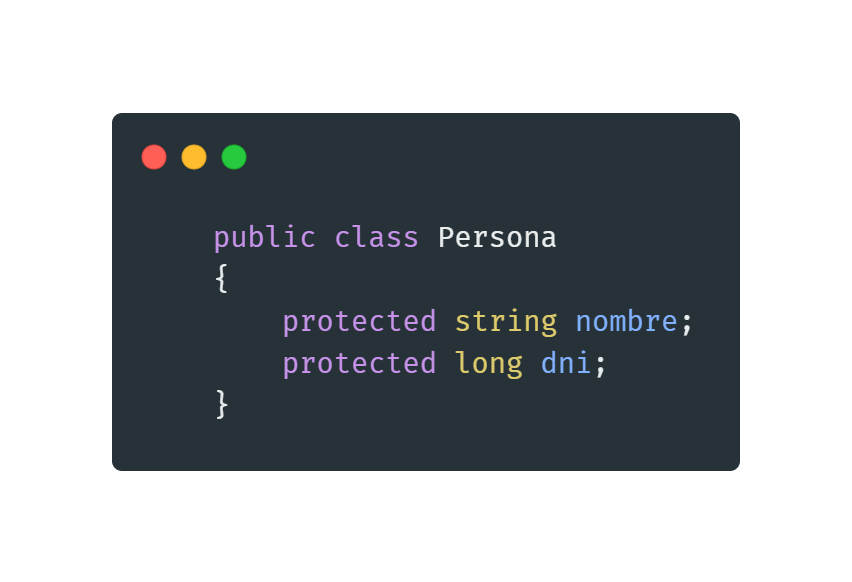 public class Persona
{
protected string nombre;
protected long dni;
}